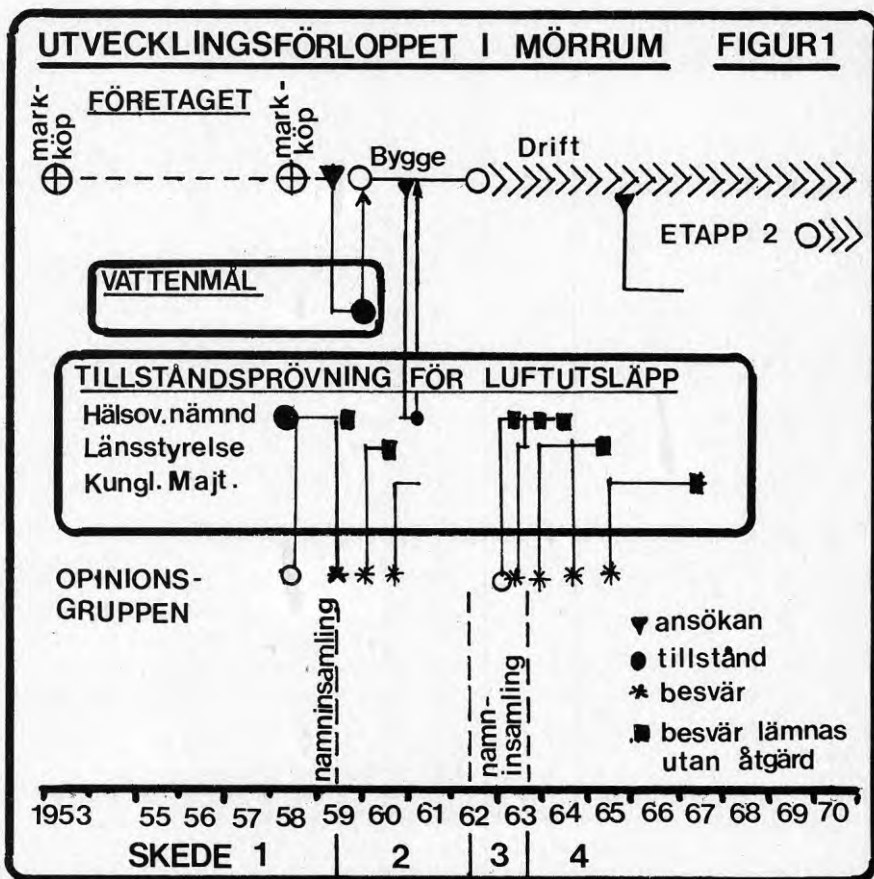 UTVECKLINGSFÖRLOPPET I MÖRRUM FIGUR1
FÖRETAGET
mark-
köp
mark-
köp
Bygge
Drift
ETAPP 2
VATTENMÅL
TILLSTÅNDSPRÖVNING FÖR LUFTUTSLÄPP
Hälsov.nämnd
Länsstyrelse
Kungl. Majt.
OPINIONS-
GRUPPEN
namninsamling
namn-
insamling
ansökan
tillstånd
besvär
besvär lämnas
utan åtgärd
1953 55 56 57 58 59 60 61 62 63 64 65 66 67 68 69 70
SKEDE 1 2 3 4